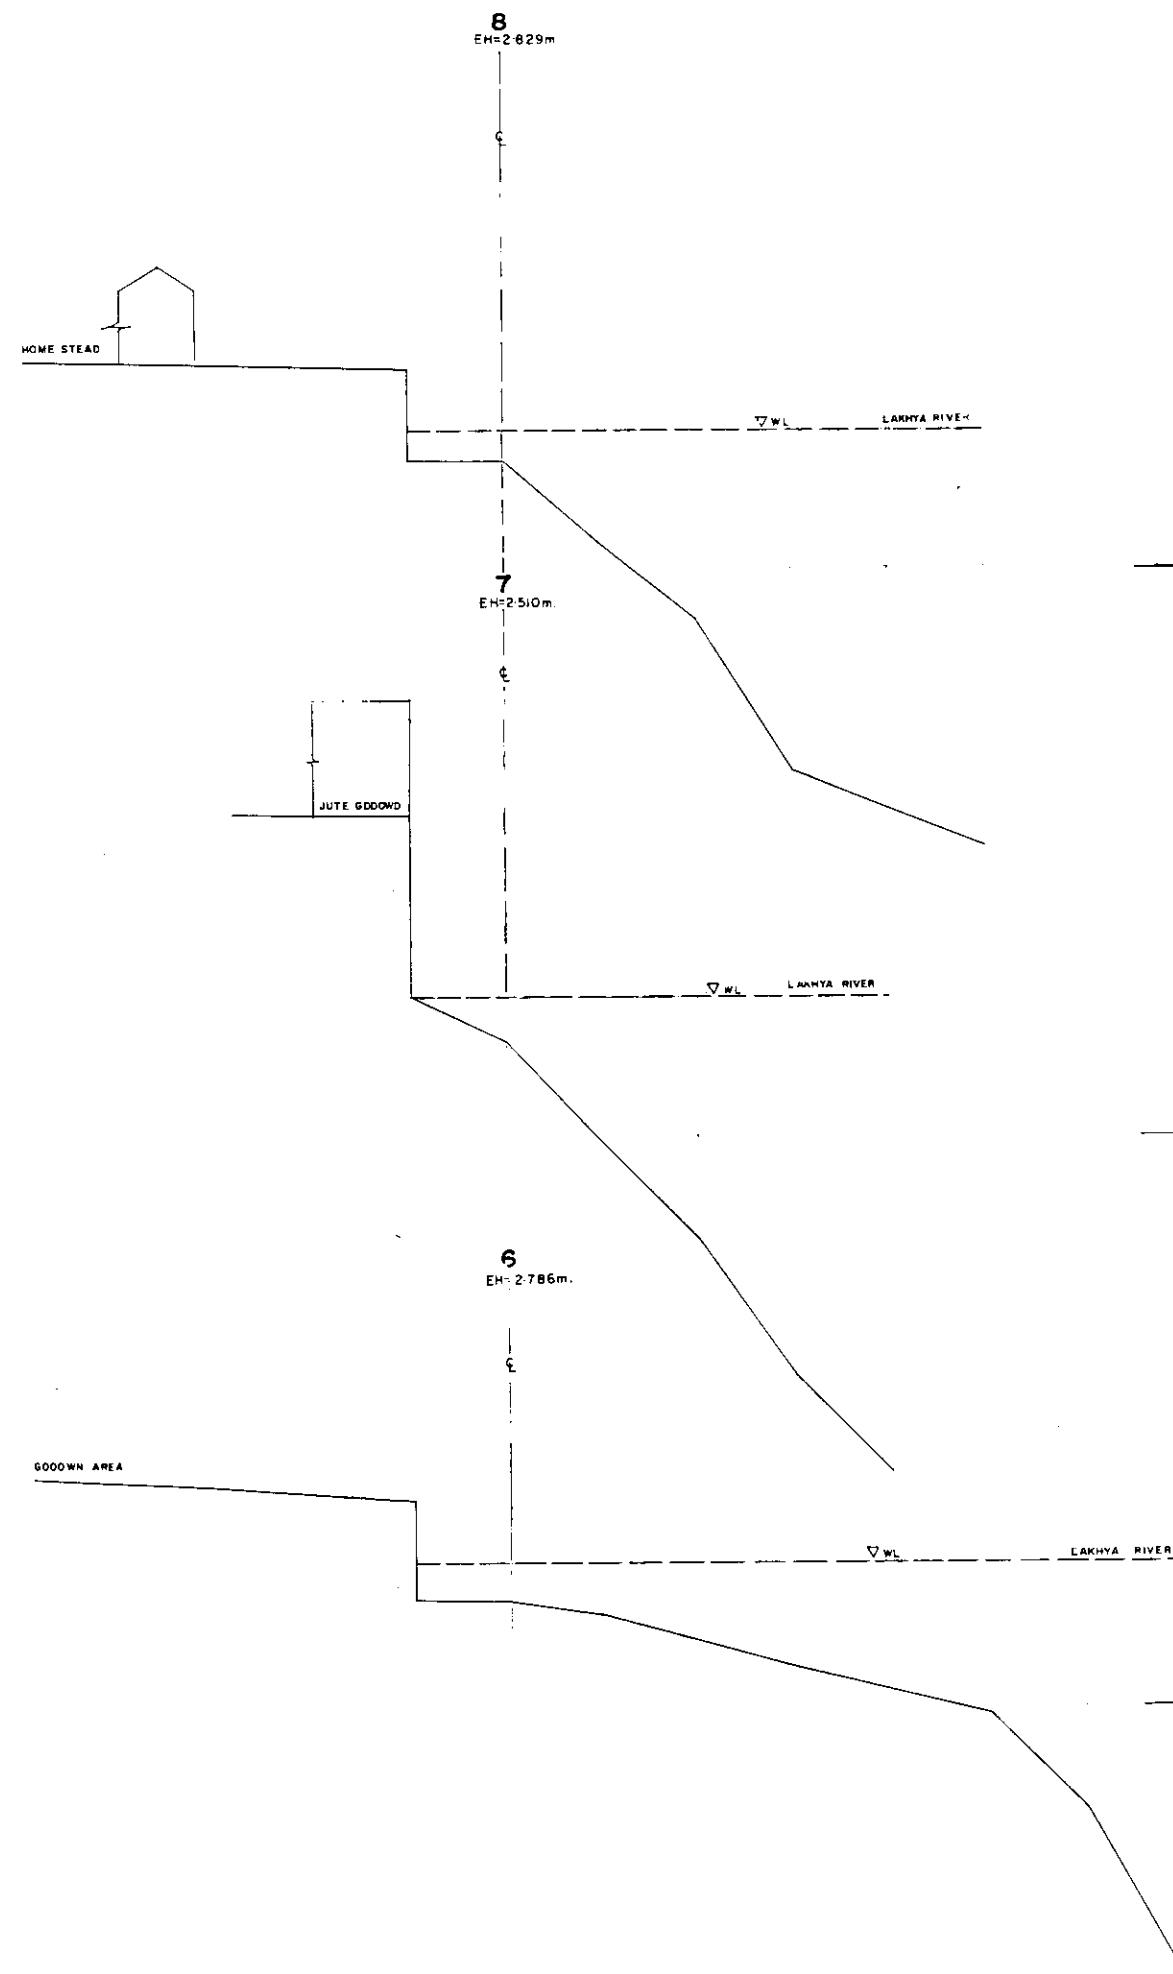 8
EH=2.829m
℄
HOME STEAD
WL LAKHYA RIVER
7
EH=2.510m.
℄
JUTE GODOWD
WL LAKHYA RIVER
6
EH=2.786m.
℄
GODOWN AREA
WL LAKHYA RIVER